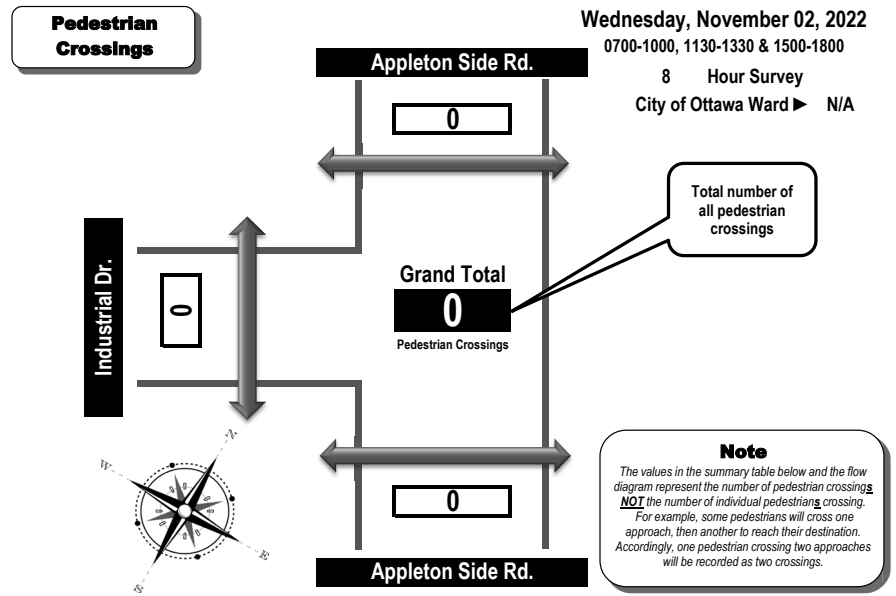 Pedestrian
Crossings
Wednesday, November 02, 2022
0700-1000, 1130-1330 & 1500-1800
8 Hour Survey
City of Ottawa Ward ► N/A
Appleton Side Rd.
0
Total number of
all pedestrian
crossings
Industrial Dr.
0
Grand Total
0
Pedestrian Crossings
N
W
E
S
0
Appleton Side Rd.
Note
The values in the summary table below and the flow
diagram represent the number of pedestrian crossings
NOT the number of individual pedestrians crossing.
For example, some pedestrians will cross one
approach, then another to reach their destination.
Accordingly, one pedestrian crossing two approaches
will be recorded as two crossings.